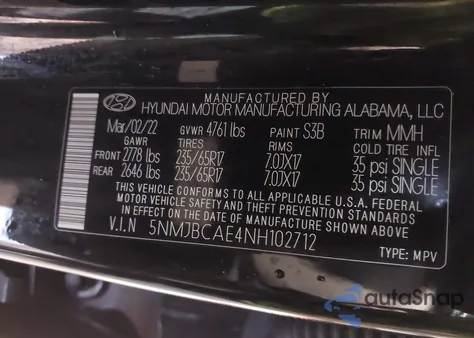 MANUFACTURED BY
HYUNDAI MOTOR MANUFACTURING ALABAMA, LLC
Mar/02/22 GVWR 4761 lbs PAINT S3B TRIM MMH
GAWR TIRES RIMS COLD TIRE INFL
FRONT 2778 lbs 235/65R17 7.0JX17 35 psi SINGLE
REAR 2646 lbs 235/65R17 7.0JX17 35 psi SINGLE
THIS VEHICLE CONFORMS TO ALL APPLICABLE U.S.A. FEDERAL
MOTOR VEHICLE SAFETY AND THEFT PREVENTION STANDARDS
IN EFFECT ON THE DATE OF MANUFACTURE SHOWN ABOVE
V.I.N 5NMJBCAE4NH102712
TYPE: MPV
autoSnap